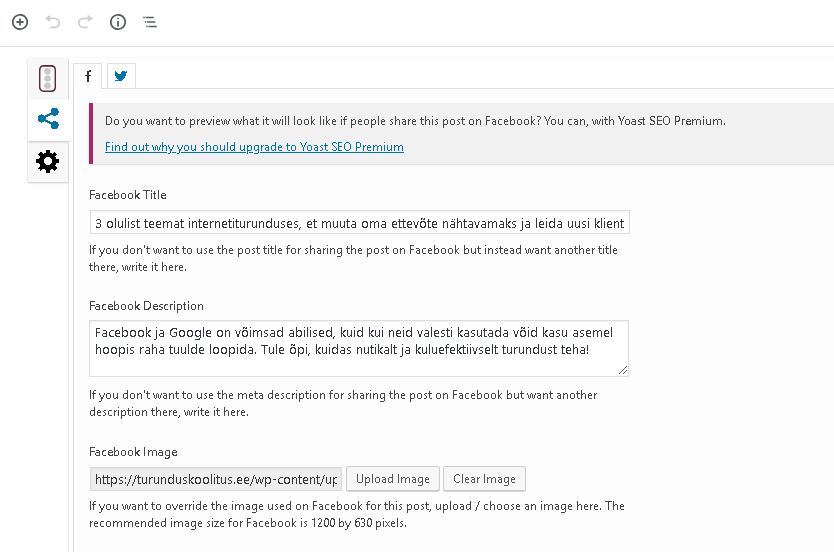 Do you want to preview what it will look like if people share this post on Facebook? You can, with Yoast SEO Premium.
Find out why you should upgrade to Yoast SEO Premium
Facebook Title
3 olulist teemat internetiturunduses, et muuta oma ettevõte nähtavamaks ja leida uusi klient
If you don't want to use the post title for sharing the post on Facebook but instead want another title
there, write it here.
Facebook Description
Facebook ja Google on võimsad abilised, kuid kui neid valesti kasutada võid kasu asemel
hoopis raha tuulde loopida. Tule õpi, kuidas nutikalt ja kuluefektiivselt turundust teha!
If you don't want to use the meta description for sharing the post on Facebook but want another
description there, write it here.
Facebook Image
https://turunduskoolitus.ee/wp-content/up Upload Image Clear Image
If you want to override the image used on Facebook for this post, upload / choose an image here. The
recommended image size for Facebook is 1200 by 630 pixels.